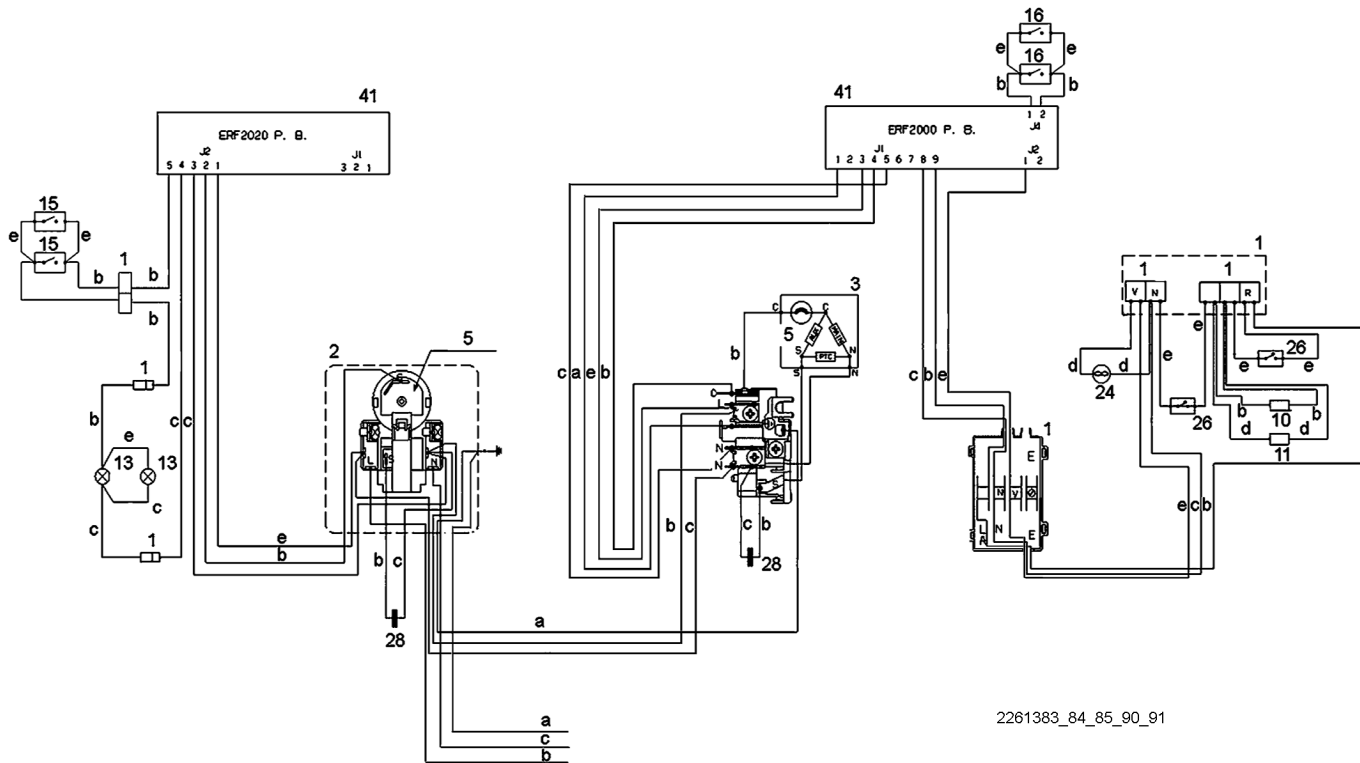 16
e e
16
b b
1 2
J4
41
ERF2020 P. B.
J2
5 4 3 2 1
J1
3 2 1
41
ERF2000 P. B.
J1
1 2 3 4 5 6 7 8 9
J2
1 2
15
e e
15
1
b b
b
1
b
c c
e
13 13
c
c
1
2
5
L S N
e
b
b c
28
c a e b
3
c C
5
AUX MAIN
b
S N
PTC
S N
L
N
N
S
b c
c b
28
c b e
1
E
N V
L N E
R
e c b
1
1 1
V N R
e
d d
24
e
26
e e
26
b b
10
d d
11
a
a
c
b
2261383_84_85_90_91